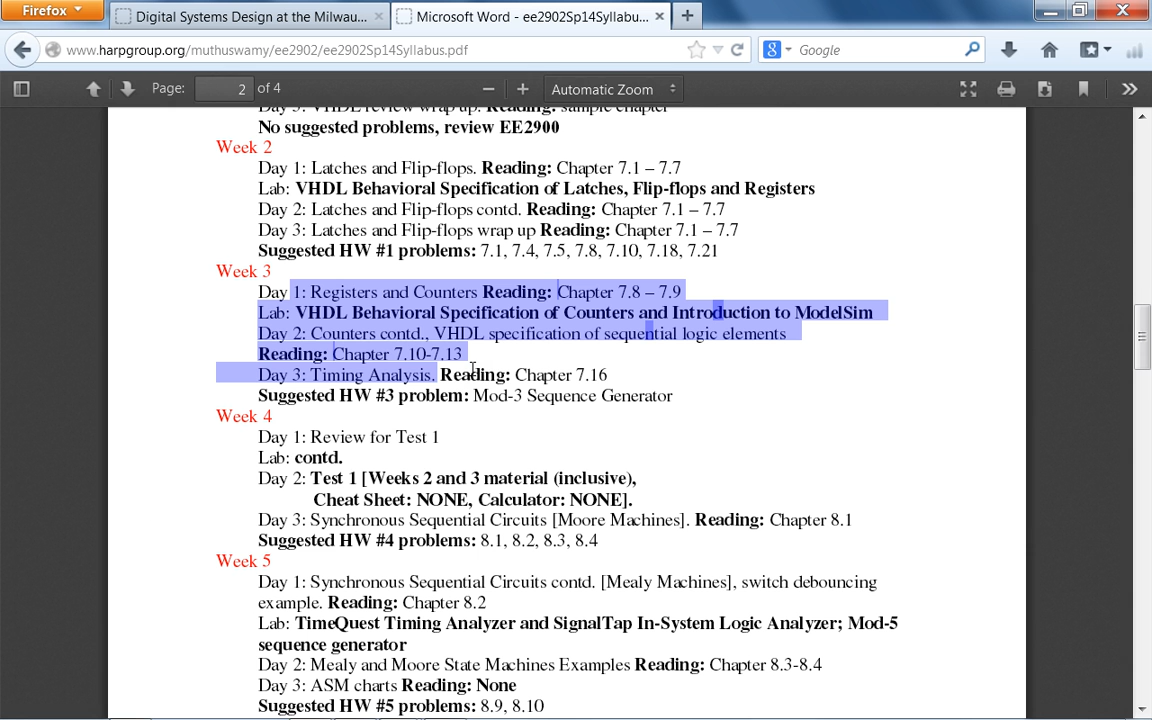 Firefox
Digital Systems Design at the Milwau...
Microsoft Word - ee2902Sp14Syllabu...
www.harpgroup.org/muthuswamy/ee2902/ee2902Sp14Syllabus.pdf
Google
Page: 2 of 4
Automatic Zoom
Day 3: VHDL review wrap up. Reading: sample chapter
No suggested problems, review EE2900
Week 2
Day 1: Latches and Flip-flops. Reading: Chapter 7.1 – 7.7
Lab: VHDL Behavioral Specification of Latches, Flip-flops and Registers
Day 2: Latches and Flip-flops contd. Reading: Chapter 7.1 – 7.7
Day 3: Latches and Flip-flops wrap up Reading: Chapter 7.1 – 7.7
Suggested HW #1 problems: 7.1, 7.4, 7.5, 7.8, 7.10, 7.18, 7.21
Week 3
Day 1: Registers and Counters Reading: Chapter 7.8 – 7.9
Lab: VHDL Behavioral Specification of Counters and Introduction to ModelSim
Day 2: Counters contd., VHDL specification of sequential logic elements
Reading: Chapter 7.10-7.13
Day 3: Timing Analysis. Reading: Chapter 7.16
Suggested HW #3 problem: Mod-3 Sequence Generator
Week 4
Day 1: Review for Test 1
Lab: contd.
Day 2: Test 1 [Weeks 2 and 3 material (inclusive),
Cheat Sheet: NONE, Calculator: NONE].
Day 3: Synchronous Sequential Circuits [Moore Machines]. Reading: Chapter 8.1
Suggested HW #4 problems: 8.1, 8.2, 8.3, 8.4
Week 5
Day 1: Synchronous Sequential Circuits contd. [Mealy Machines], switch debouncing
example. Reading: Chapter 8.2
Lab: TimeQuest Timing Analyzer and SignalTap In-System Logic Analyzer; Mod-5
sequence generator
Day 2: Mealy and Moore State Machines Examples Reading: Chapter 8.3-8.4
Day 3: ASM charts Reading: None
Suggested HW #5 problems: 8.9, 8.10